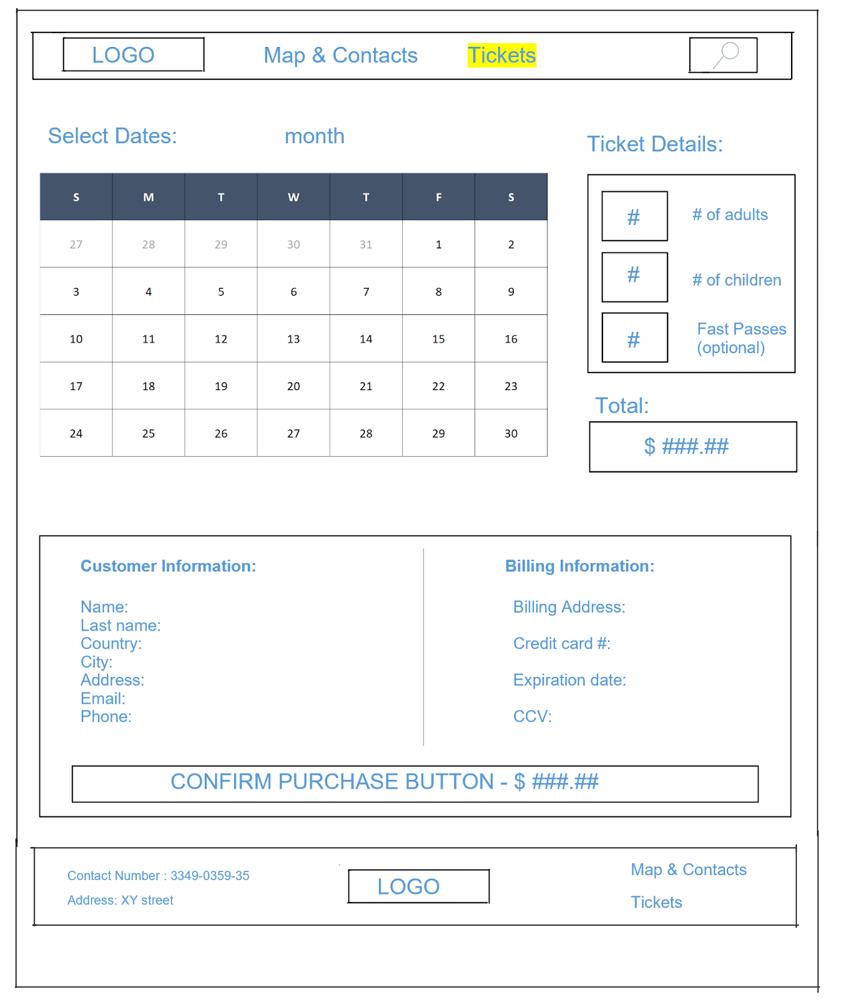 LOGO Map & Contacts Tickets
Select Dates: month
S M T W T F S
27 28 29 30 31 1 2
3 4 5 6 7 8 9
10 11 12 13 14 15 16
17 18 19 20 21 22 23
24 25 26 27 28 29 30
Ticket Details:
# # of adults
# # of children
# Fast Passes
(optional)
Total:
$ ###.##
Customer Information:
Name:
Last name:
Country:
City:
Address:
Email:
Phone:
Billing Information:
Billing Address:
Credit card #:
Expiration date:
CCV:
CONFIRM PURCHASE BUTTON - $ ###.##
Contact Number : 3349-0359-35
Address: XY street
LOGO
Map & Contacts
Tickets